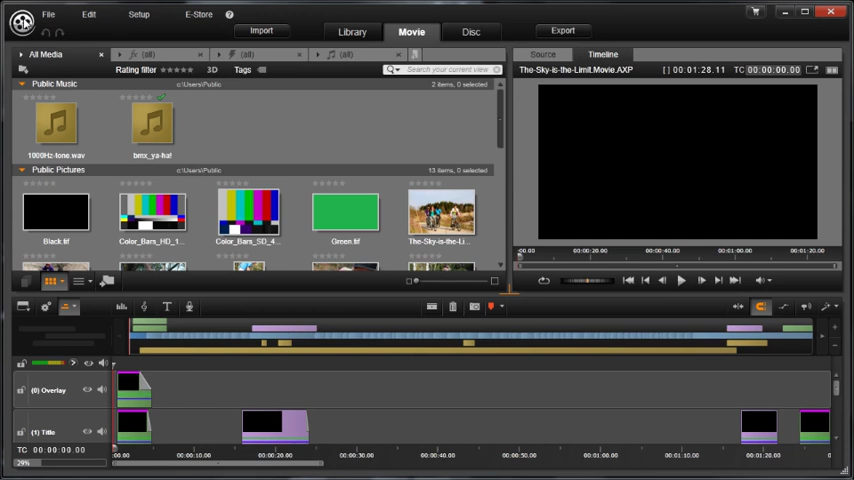 File Edit Setup E-Store ?
Import Library Movie Disc Export
All Media x (all) x (all) x (all)
Source Timeline
Rating filter 3D Tags Search your current view
The-Sky-is-the-Limit.Movie.AXP [ ] 00:01:28.11 TC 00:00:00.00
Public Music c:\Users\Public 2 items, 0 selected
1000Hz-tone.wav bmx_ya-ha!
Public Pictures c:\Users\Public 13 items, 0 selected
Black.tif Color_Bars_HD_1... Color_Bars_SD_4... Green.tif The-Sky-is-the-Li...
:00.00 00:00:20.00 00:00:40.00 00:01:00.00 00:01:20.00
(0) Overlay
(1) Title
TC 00:00:00.00
:00.00 00:00:10.00 00:00:20.00 00:00:30.00 00:00:40.00 00:00:50.00 00:01:00.00 00:01:10.00 00:01:20.00
29%